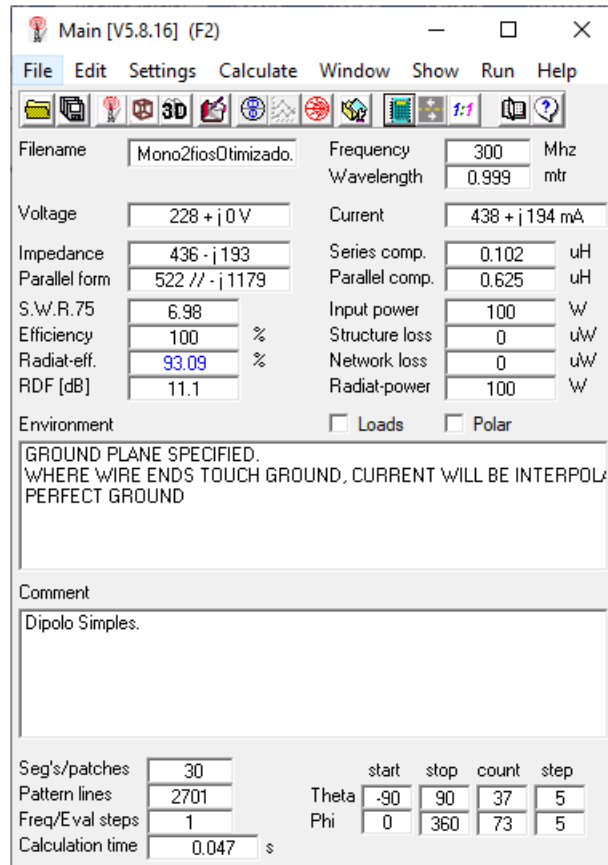 Main [V5.8.16] (F2)
File Edit Settings Calculate Window Show Run Help
3D 1:1
Filename Mono2fiosOtimizado. Frequency 300 Mhz
Wavelength 0.999 mtr
Voltage 228 + j 0 V Current 438 + j 194 mA
Impedance 436 - j 193 Series comp. 0.102 uH
Parallel form 522 // - j 1179 Parallel comp. 0.625 uH
S.W.R.75 6.98 Input power 100 W
Efficiency 100 % Structure loss 0 uW
Radiat-eff. 93.09 % Network loss 0 uW
RDF [dB] 11.1 Radiat-power 100 W
Environment Loads Polar
GROUND PLANE SPECIFIED.
WHERE WIRE ENDS TOUCH GROUND, CURRENT WILL BE INTERPOLA
PERFECT GROUND
Comment
Dipolo Simples.
Seg's/patches 30 start stop count step
Pattern lines 2701 Theta -90 90 37 5
Freq/Eval steps 1 Phi 0 360 73 5
Calculation time 0.047 s